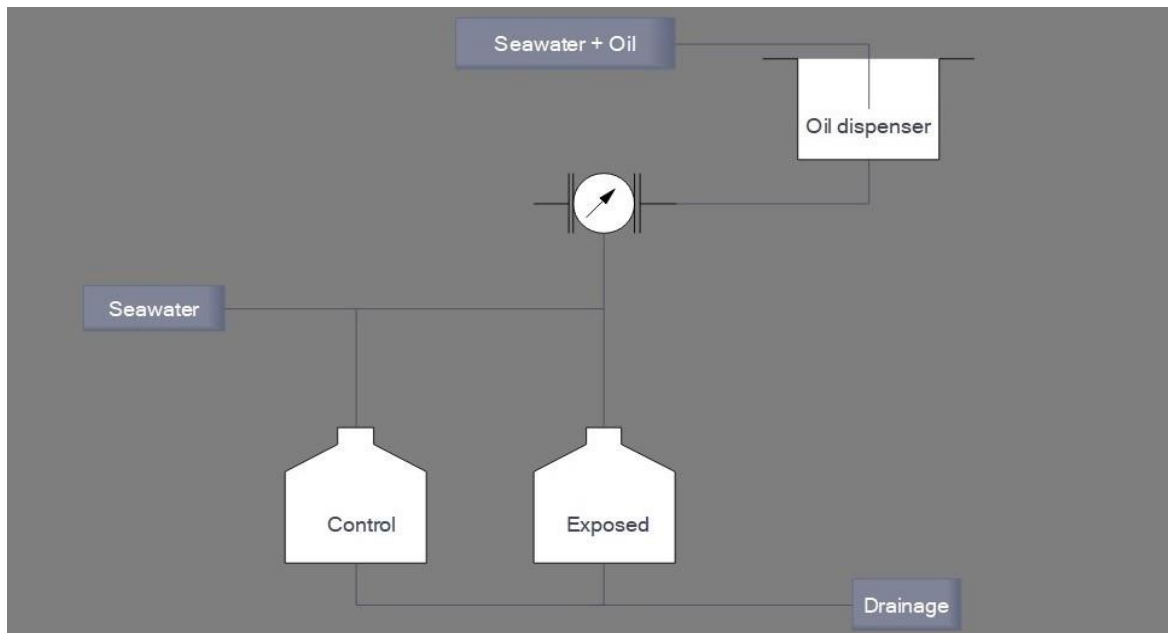 Seawater + Oil
Oil dispenser
Seawater
Control
Exposed
Drainage